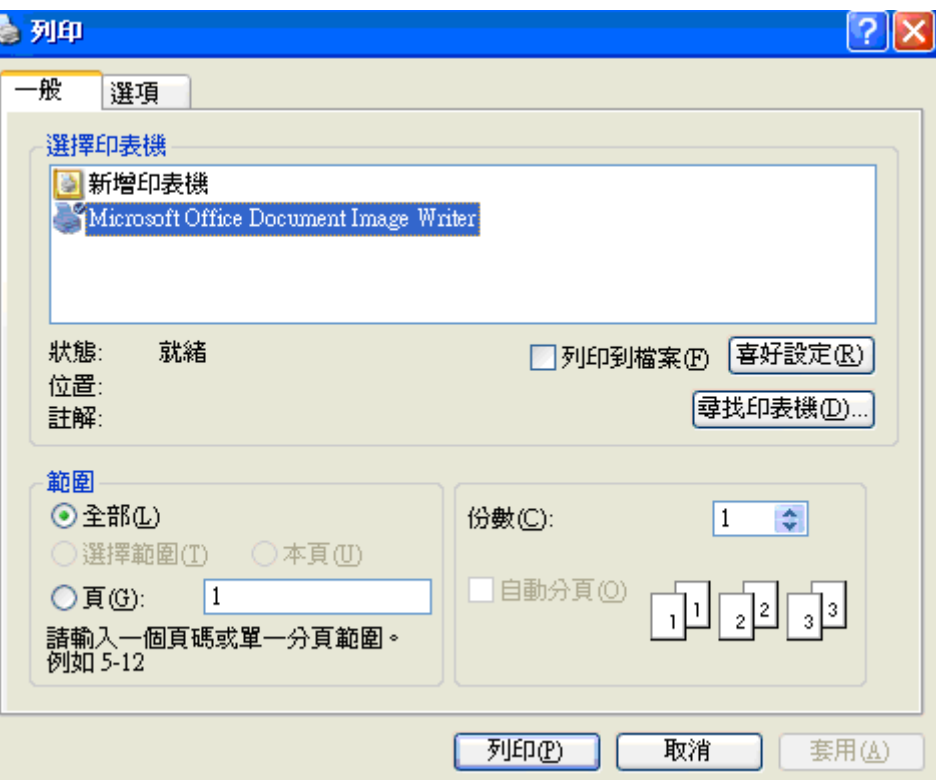 列印
一般 選項
選擇印表機
新增印表機
Microsoft Office Document Image Writer
狀態: 就緒 列印到檔案(F) 喜好設定(R)
位置:
尋找印表機(D)...
註解:
範圍
全部(L) 份數(C): 1
選擇範圍(T) 本頁(U)
自動分頁(O)
頁(G): 1
1 1 2 2 3 3
請輸入一個頁碼或單一分頁範圍。
例如 5-12
列印(P) 取消 套用(A)